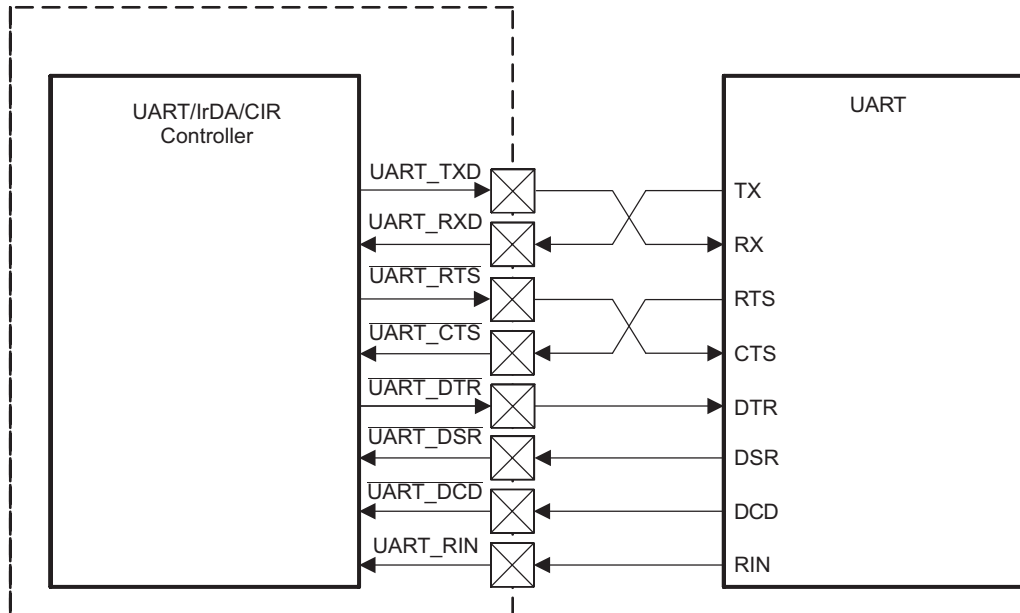 UART/IrDA/CIR
Controller
UART
UART_TXD
TX
UART_RXD
RX
UART_RTS
RTS
UART_CTS
CTS
UART_DTR
DTR
UART_DSR
DSR
UART_DCD
DCD
UART_RIN
RIN